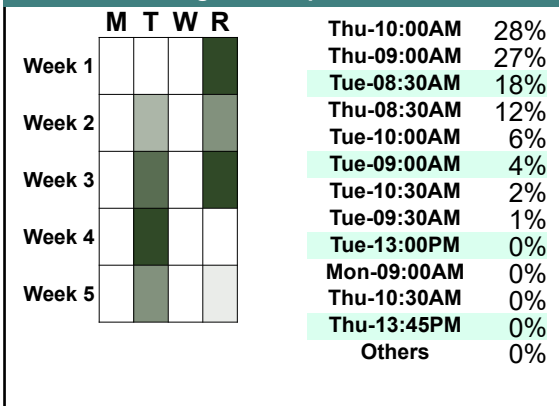 M T W R
Week 1
Week 2
Week 3
Week 4
Week 5
Thu-10:00AM 28%
Thu-09:00AM 27%
Tue-08:30AM 18%
Thu-08:30AM 12%
Tue-10:00AM 6%
Tue-09:00AM 4%
Tue-10:30AM 2%
Tue-09:30AM 1%
Tue-13:00PM 0%
Mon-09:00AM 0%
Thu-10:30AM 0%
Thu-13:45PM 0%
Others 0%